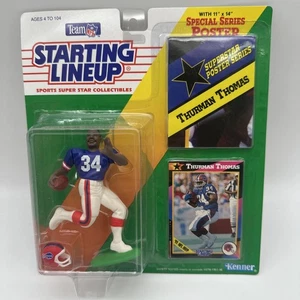 AGES 4 TO 104
Team NFL
STARTING
LINEUP
SPORTS SUPER STAR COLLECTIBLES
WITH 11" x 14"
SPECIAL SERIES
POSTER
SUPERSTAR
POSTER SERIES
THURMAN THOMAS
34
THURMAN THOMAS
34
Kenner